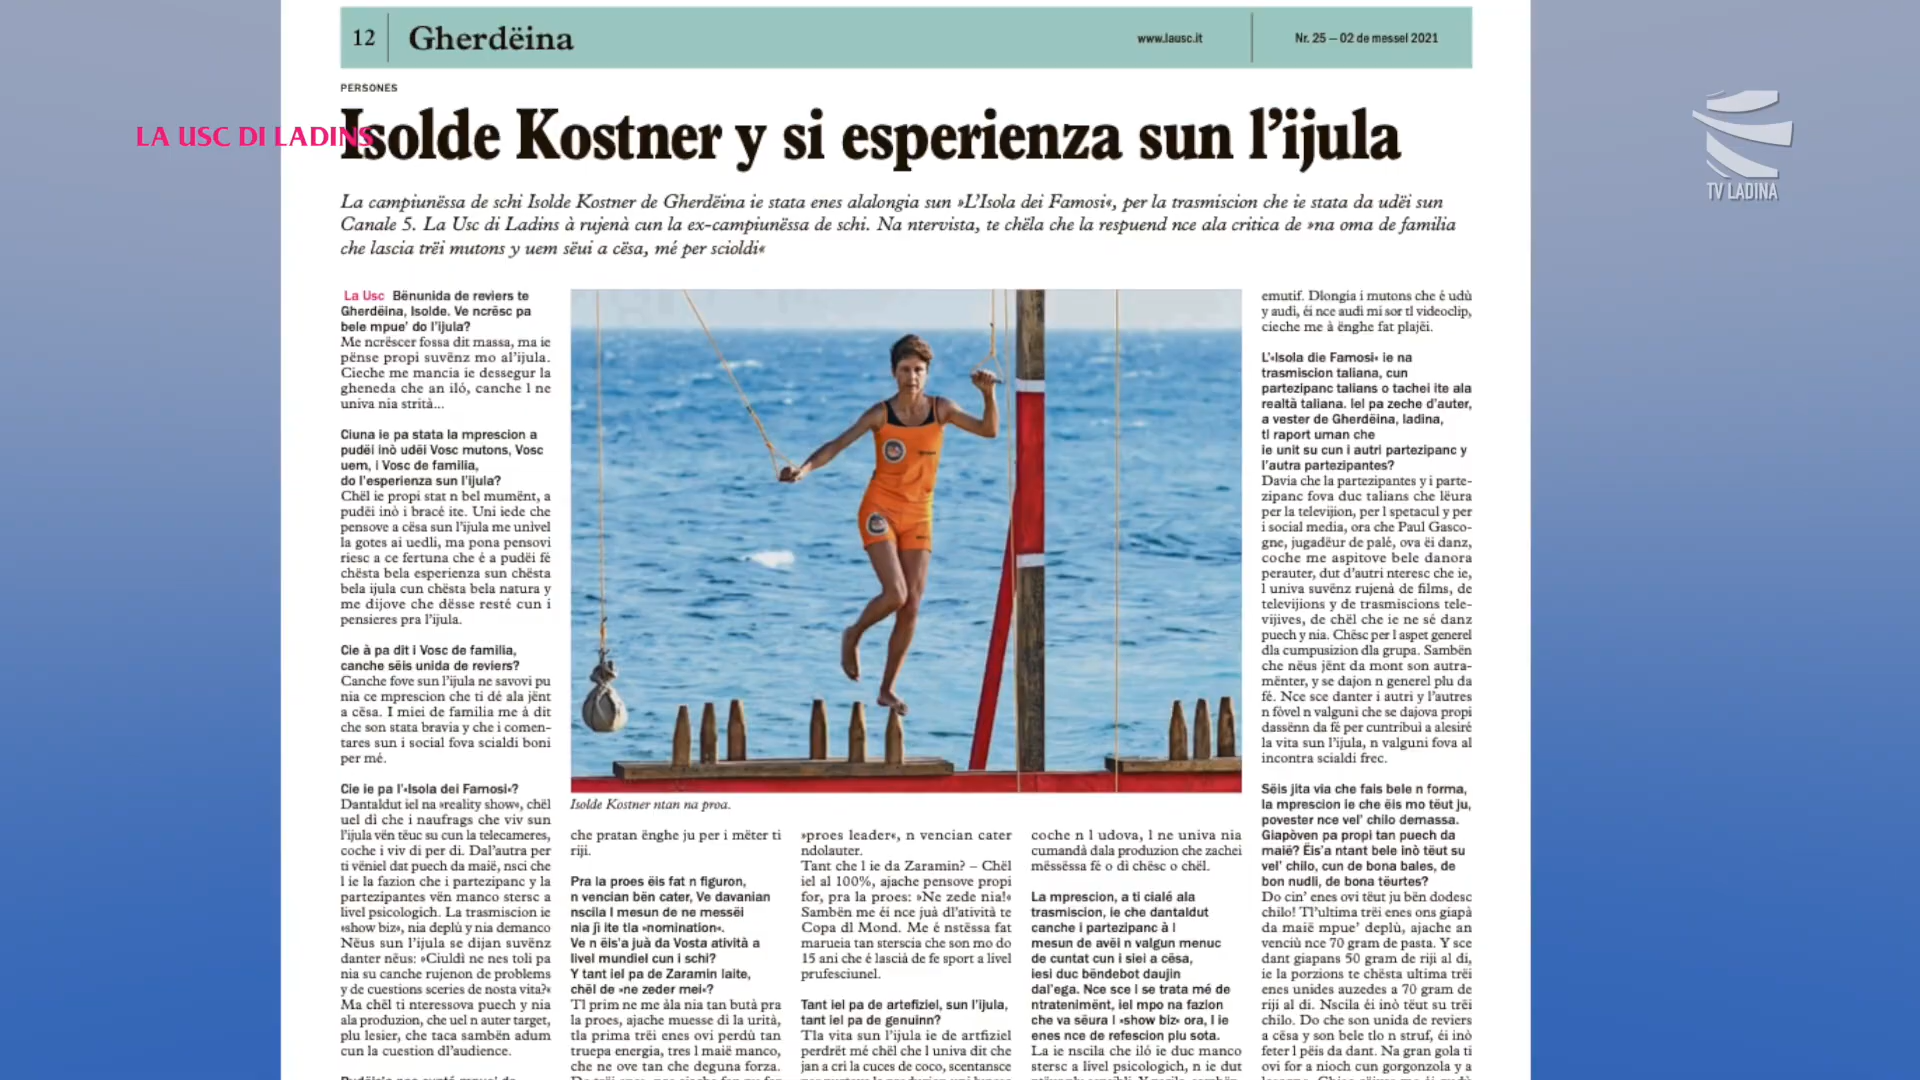 12
Gherdëina
www.lausc.it
Nr. 25 – 02 de messel 2021
PERSONES
LA USC DI LADINS
Isolde Kostner y si esperienza sun l’ijula
TV LADINA
La campiunëssa de schi Isolde Kostner de Gherdëina ie stata enes alalongia sun »L’Isola dei Famosi«, per la trasmiscion che ie stata da udëi sun
Canale 5. La Usc di Ladins à rujenà cun la ex-campiunëssa de schi. Na ntervista, te chëla che la respuend nce ala critica de »na oma de familia
che lascia trëi mutons y uem sëui a cësa, mé per scioldi«
La Usc Bënunida de reviers te
Gherdëina, Isolde. Ve ncrësc pa
bele mpue’ do l’ijula?
Me ncrëscer fossa dit massa, ma ie
pënse propi suvënz mo al’ijula.
Cieche me mancia ie dessegur la
gheneda che an iló, canche l ne
univa nia strità...
Ciuna ie pa stata la mprescion a
pudëi inò udëi Vosc mutons, Vosc
uem, i Vosc de familia,
do l’esperienza sun l’ijula?
Chël ie propi stat n bel mumënt, a
pudëi inò i bracé ite. Uni iede che
pensove a cësa sun l’ijula me univel
la gotes ai uedli, ma pona pensovi
riesc a ce fertuna che é a pudëi fé
chësta bela esperienza sun chësta
bela ijula cun chësta bela natura y
me dijove che dësse resté cun i
pensieres pra l’ijula.
Cie à pa dit i Vosc de familia,
canche sëis unida de reviers?
Canche fove sun l’ijula ne savovi pu
nia ce mprescion che ti dé ala jënt
a cësa. I miei de familia me à dit
che son stata bravia y che i comen-
tares sun i social fova scialdi boni
per mé.
Cie ie pa l’»Isola dei Famosi«?
Dantaldut iel na »reality show«, chël
uel dì che i naufrags che viv sun
l’ijula vën tëuc su cun la telecameres,
coche i viv di per di. Dal’autra per
ti vëniel dat puech da maië, nsci che
l ie la fazion che i partezipanc y la
partezipantes vën manco stersc a
livel psicologich. La trasmiscion ie
»show biz«, nia deplù y nia demanco
Nëus sun l’ijula se dijan suvënz
danter nëus: »Ciuldì ne nes toli pa
nia su canche rujenon de problems
y de cuestions sceries de nosta vita?«
Ma chël ti nteressova puech y nia
ala produzion, che uel n auter target,
plu lesier, che taca sambën adum
cun la cuestion dl’audience.
Isolde Kostner ntan na proa.
che pratan ënghe ju per i mëter ti
riji.
Pra la proes ëis fat n figuron,
n vencian bën cater, Ve davanian
nscila l mesun de ne messëi
nia jì ite tla »nomination«.
Ve n ëis’a juà da Vosta atività a
livel mundiel cun i schi?
Y tant iel pa de Zaramin laite,
chël de »ne zeder mei«?
Tl prim ne me àla nia tan butà pra
la proes, ajache muesse dì la urità,
tla prima trëi enes ovi perdù tan
truepa energia, tres l maië manco,
che ne ove tan che deguna forza.
»proes leader«, n vencian cater
ndolauter.
Tant che l ie da Zaramin? – Chël
iel al 100%, ajache pensove propi
for, pra la proes: »Ne zede nia!«
Sambën me éi nce juà dl’atività te
Copa dl Mond. Me é nstëssa fat
marueia tan sterscia che son mo do
15 ani che é lascià de fe sport a livel
prufesciunel.
Tant iel pa de artefiziel, sun l’ijula,
tant iel pa de genuinn?
Tla vita sun l’ijula ie de artfiziel
perdrët mé chël che l univa dit che
jan a crì la cuces de coco, scentansce
coche n l udova, l ne univa nia
cumandà dala produzion che zachei
mëssëssa fé o dì chësc o chël.
La mprescion, a ti cialé ala
trasmiscion, ie che dantaldut
canche i partezipanc à l
mesun de avëi n valgun menuc
de cuntat cun i siei a cësa,
iesi duc bëndebot daujin
dal’ega. Nce sce l se trata mé de
ntratenimënt, iel mpo na fazion
che va sëura l »show biz« ora, l ie
enes nce de refescion plu sota.
La ie nscila che iló ie duc manco
stersc a livel psicologich, n ie dut
emutif. Dlongia i mutons che é udù
y audì, éi nce audì mi sor tl videoclip,
cieche me à ënghe fat plajëi.
L’»Isola die Famosi« ie na
trasmiscion taliana, cun
partezipanc talians o tachei ite ala
realtà taliana. Iel pa zeche d’auter,
a vester de Gherdëina, ladina,
tl raport uman che
ie unit su cun i autri partezipanc y
l’autra partezipantes?
Davia che la partezipantes y i parte-
zipanc fova duc talians che lëura
per la televijion, per l spetacul y per
i social media, ora che Paul Gasco-
gne, jugadëur de palé, ova ëi danz,
coche me aspitove bele danora
perauter, dut d’autri nteresc che ie,
l univa suvënz rujenà de films, de
televijions y de trasmiscions tele-
vijives, de chël che ie ne sé danz
puech y nia. Chësc per l aspet generel
dla cumpusizion dla grupa. Sambën
che nëus jënt da mont son autra-
mënter, y se dajon n generel plu da
fé. Nce sce danter i autri y l’autres
n fòvel n valguni che se dajova propi
dassënn da fé per cuntribuì a alesiré
la vita sun l’ijula, n valguni fova al
incontra scialdi frec.
Sëis jita via che fais bele n forma,
la mprescion ie che ëis mo tëut ju,
povester nce vel’ chilo demassa.
Giapòven pa propi tan puech da
maië? Ëis’a ntant bele inò tëut su
vel’ chilo, cun de bona bales, de
bon nudli, de bona tëurtes?
Do cin’ enes ovi tëut ju bën dodesc
chilo! Tl’ultima trëi enes ons giapà
da maië mpue’ deplù, ajache an
venciù nce 70 gram de pasta. Y sce
dant giapans 50 gram de riji al di,
ie la porzions te chësta ultima trëi
enes unides auzedes a 70 gram de
riji al di. Nscila éi inò tëut su trëi
chilo. Do che son unida de reviers
a cësa y son bele tlo n struf, éi inò
feter l pëis da dant. Na gran gola ti
ovi for a nioch cun gorgonzola y a